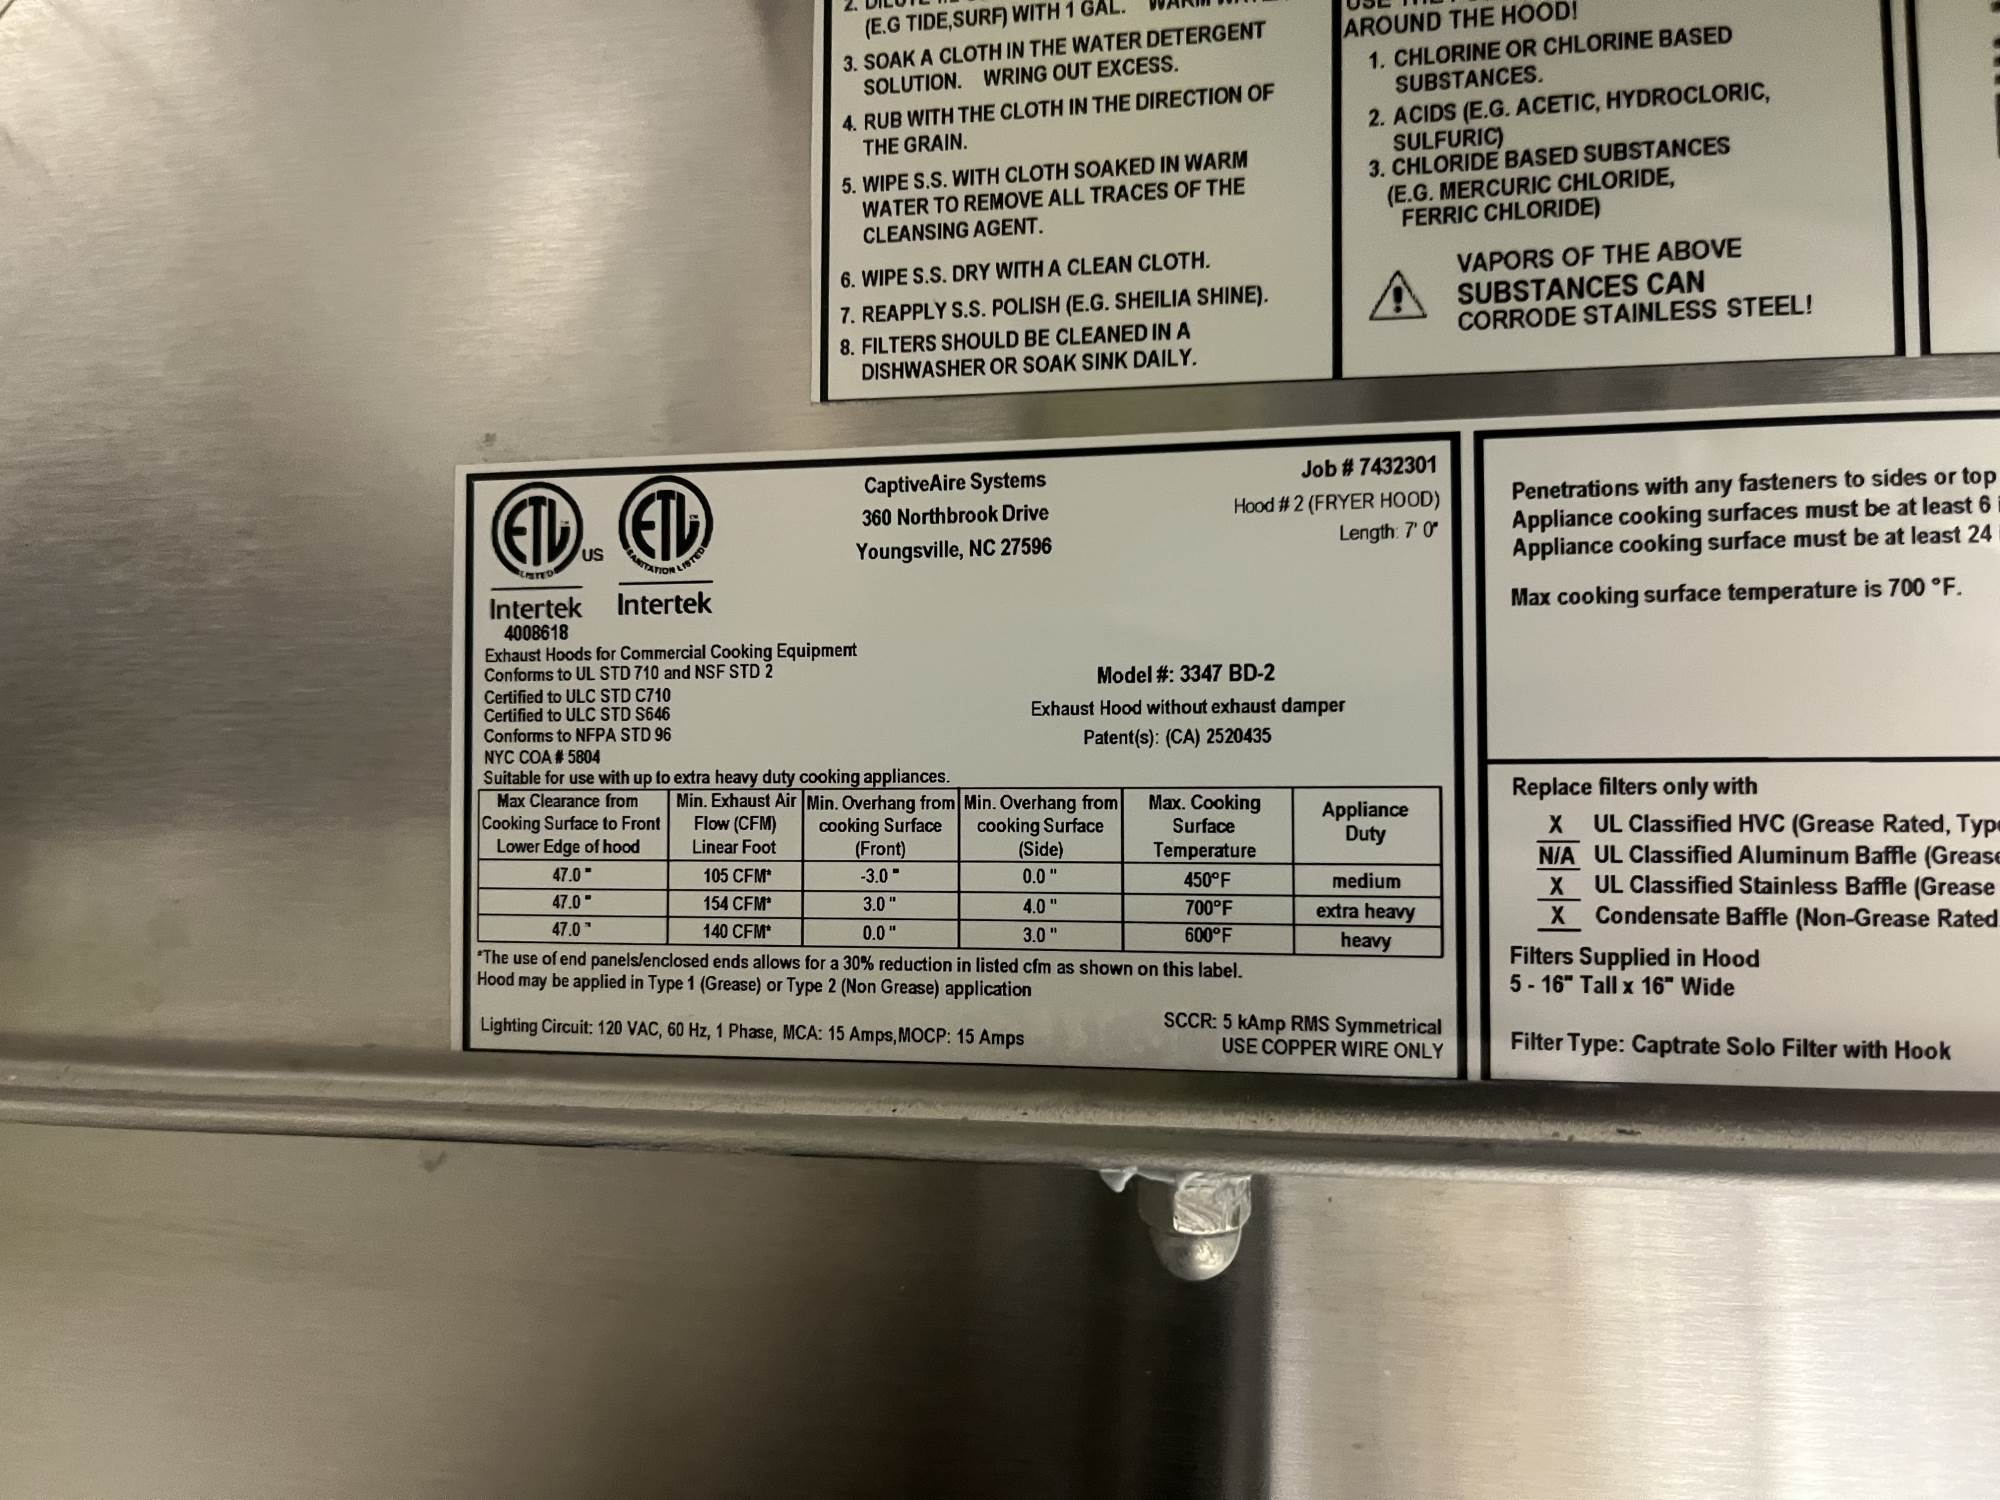 (E.G TIDE,SURF) WITH 1 GAL. WARM
3. SOAK A CLOTH IN THE WATER DETERGENT
SOLUTION. WRING OUT EXCESS.
4. RUB WITH THE CLOTH IN THE DIRECTION OF
THE GRAIN.
5. WIPE S.S. WITH CLOTH SOAKED IN WARM
WATER TO REMOVE ALL TRACES OF THE
CLEANSING AGENT.
6. WIPE S.S. DRY WITH A CLEAN CLOTH.
7. REAPPLY S.S. POLISH (E.G. SHEILIA SHINE).
8. FILTERS SHOULD BE CLEANED IN A
DISHWASHER OR SOAK SINK DAILY.
AROUND THE HOOD!
1. CHLORINE OR CHLORINE BASED
SUBSTANCES.
2. ACIDS (E.G. ACETIC, HYDROCLORIC,
SULFURIC)
3. CHLORIDE BASED SUBSTANCES
(E.G. MERCURIC CHLORIDE,
FERRIC CHLORIDE)
VAPORS OF THE ABOVE
SUBSTANCES CAN
CORRODE STAINLESS STEEL!
ETL US LISTED
ETL SANITATION LISTED
Intertek Intertek
4008618
CaptiveAire Systems
360 Northbrook Drive
Youngsville, NC 27596
Job # 7432301
Hood # 2 (FRYER HOOD)
Length: 7' 0"
Exhaust Hoods for Commercial Cooking Equipment
Conforms to UL STD 710 and NSF STD 2
Certified to ULC STD C710
Certified to ULC STD S646
Conforms to NFPA STD 96
NYC COA # 5804
Model #: 3347 BD-2
Exhaust Hood without exhaust damper
Patent(s): (CA) 2520435
Suitable for use with up to extra heavy duty cooking appliances.
Max Clearance from Cooking Surface to Front Lower Edge of hood | Min. Exhaust Air Flow (CFM) Linear Foot | Min. Overhang from cooking Surface (Front) | Min. Overhang from cooking Surface (Side) | Max. Cooking Surface Temperature | Appliance Duty
47.0 " 105 CFM* -3.0 " 0.0 " 450°F medium
47.0 " 154 CFM* 3.0 " 4.0 " 700°F extra heavy
47.0 " 140 CFM* 0.0 " 3.0 " 600°F heavy
*The use of end panels/enclosed ends allows for a 30% reduction in listed cfm as shown on this label.
Hood may be applied in Type 1 (Grease) or Type 2 (Non Grease) application
Lighting Circuit: 120 VAC, 60 Hz, 1 Phase, MCA: 15 Amps,MOCP: 15 Amps
SCCR: 5 kAmp RMS Symmetrical
USE COPPER WIRE ONLY
Penetrations with any fasteners to sides or top
Appliance cooking surfaces must be at least 6
Appliance cooking surface must be at least 24
Max cooking surface temperature is 700 °F.
Replace filters only with
X UL Classified HVC (Grease Rated, Type
N/A UL Classified Aluminum Baffle (Grease
X UL Classified Stainless Baffle (Grease
X Condensate Baffle (Non-Grease Rated
Filters Supplied in Hood
5 - 16" Tall x 16" Wide
Filter Type: Captrate Solo Filter with Hook